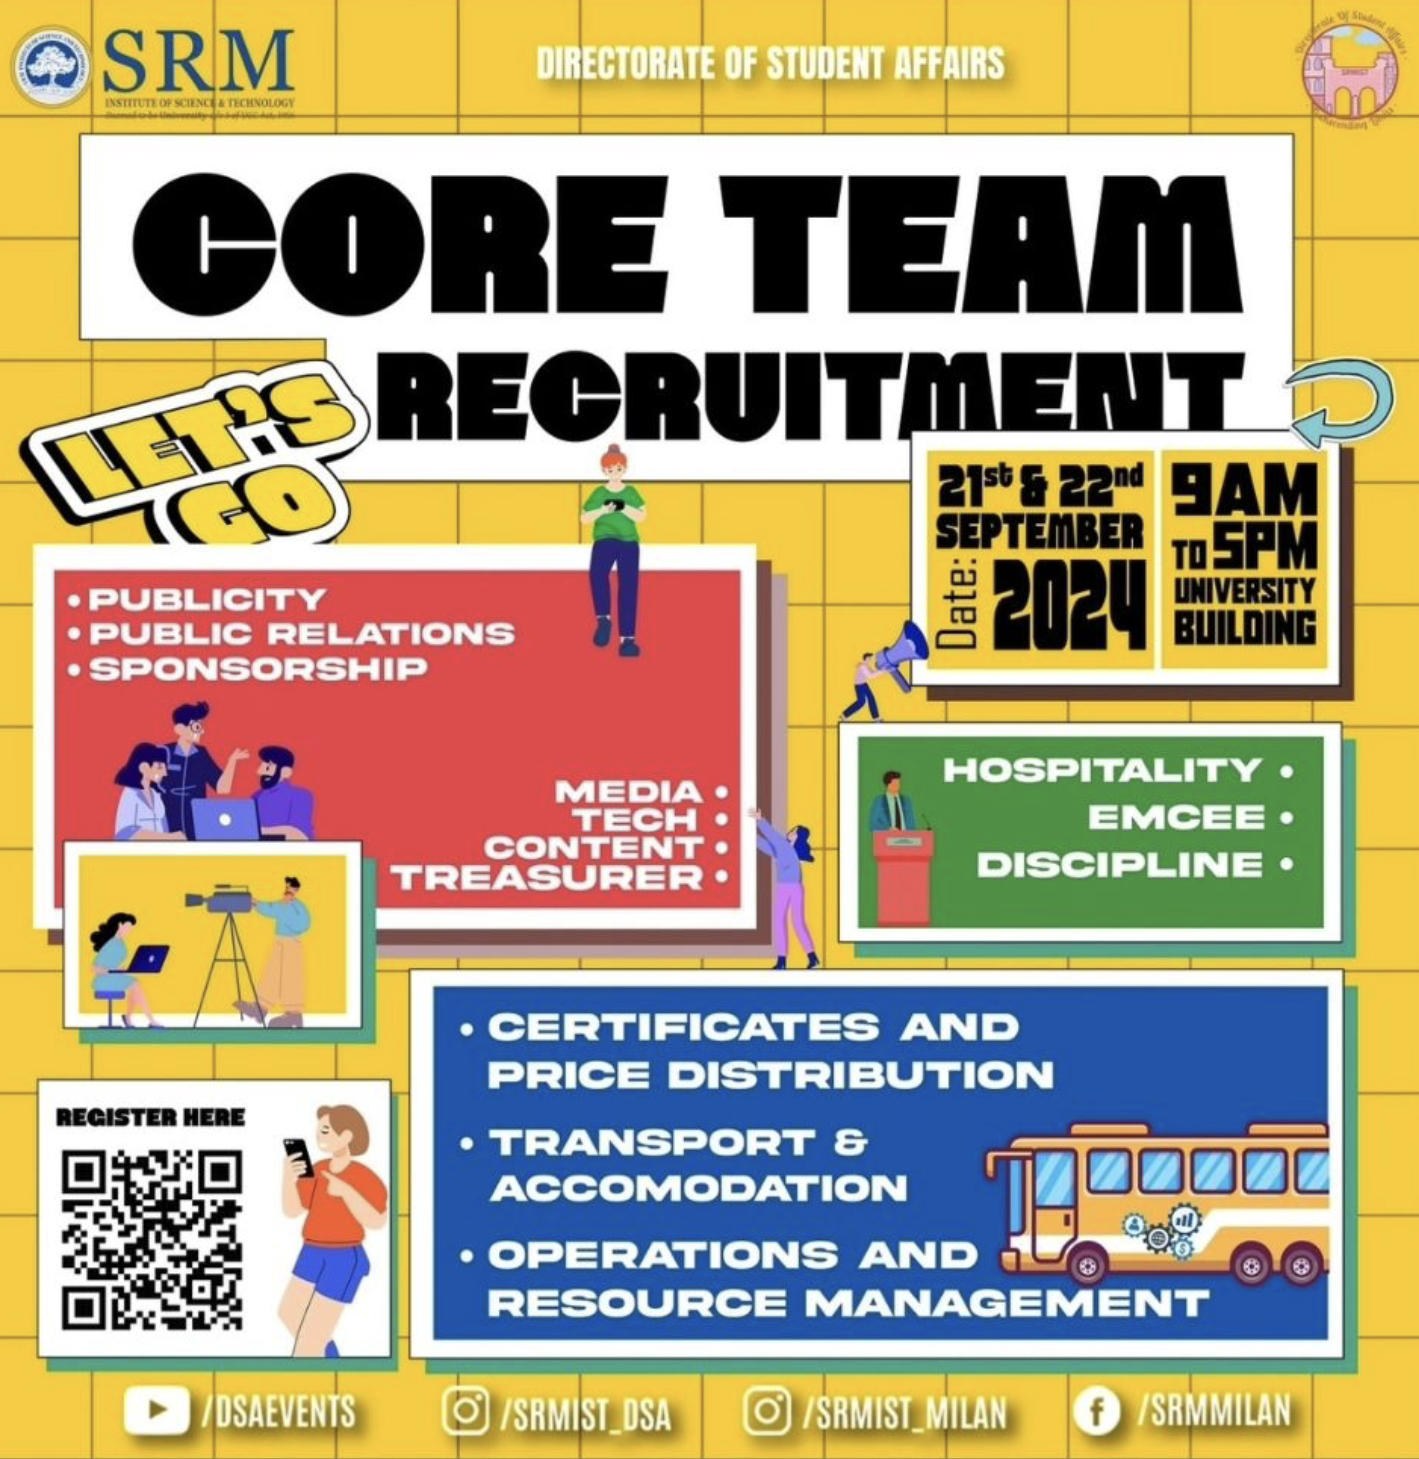 SRM
INSTITUTE OF SCIENCE & TECHNOLOGY
DIRECTORATE OF STUDENT AFFAIRS
CORE TEAM
RECRUITMENT
LET'S
GO
21st & 22nd
SEPTEMBER
Date: 2024
9AM
TO 5PM
UNIVERSITY
BUILDING
• PUBLICITY
• PUBLIC RELATIONS
• SPONSORSHIP
MEDIA •
TECH •
CONTENT •
TREASURER •
HOSPITALITY •
EMCEE •
DISCIPLINE •
• CERTIFICATES AND
PRICE DISTRIBUTION
• TRANSPORT &
ACCOMODATION
• OPERATIONS AND
RESOURCE MANAGEMENT
REGISTER HERE
/DSAEVENTS
/SRMIST_DSA
/SRMIST_MILAN
/SRMMILAN